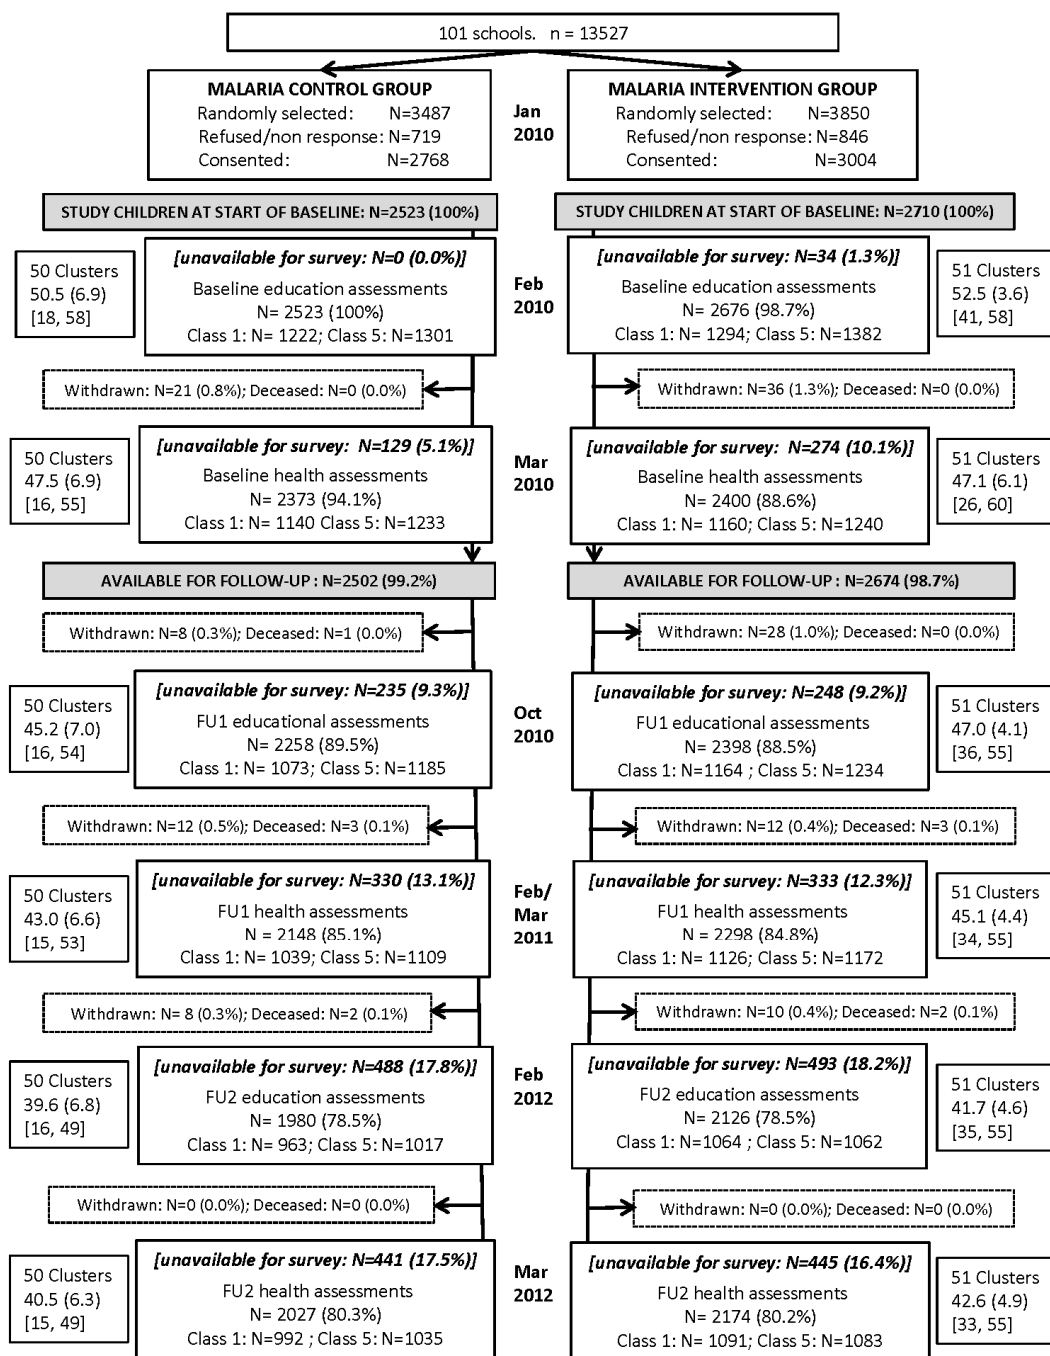 101 schools.   n = 13527
MALARIA CONTROL GROUP
Randomly selected: N=3487
Refused/non response: N=719
Consented: N=2768
Jan
2010
MALARIA INTERVENTION GROUP
Randomly selected: N=3850
Refused/non response: N=846
Consented: N=3004
STUDY CHILDREN AT START OF BASELINE: N=2523 (100%)
STUDY CHILDREN AT START OF BASELINE: N=2710 (100%)
50 Clusters
50.5 (6.9)
[18, 58]
[unavailable for survey: N=0 (0.0%)]
Baseline education assessments
N= 2523 (100%)
Class 1: N= 1222; Class 5: N=1301
Feb
2010
[unavailable for survey: N=34 (1.3%)]
Baseline education assessments
N= 2676 (98.7%)
Class 1: N= 1294; Class 5: N=1382
51 Clusters
52.5 (3.6)
[41, 58]
Withdrawn: N=21 (0.8%); Deceased: N=0 (0.0%)
Withdrawn: N=36 (1.3%); Deceased: N=0 (0.0%)
50 Clusters
47.5 (6.9)
[16, 55]
[unavailable for survey: N=129 (5.1%)]
Baseline health assessments
N= 2373 (94.1%)
Class 1: N= 1140 Class 5: N=1233
Mar
2010
[unavailable for survey: N=274 (10.1%)]
Baseline health assessments
N= 2400 (88.6%)
Class 1: N= 1160; Class 5: N=1240
51 Clusters
47.1 (6.1)
[26, 60]
AVAILABLE FOR FOLLOW-UP : N=2502 (99.2%)
AVAILABLE FOR FOLLOW-UP: N=2674 (98.7%)
Withdrawn: N=8 (0.3%); Deceased: N=1 (0.0%)
Withdrawn: N=28 (1.0%); Deceased: N=0 (0.0%)
50 Clusters
45.2 (7.0)
[16, 54]
[unavailable for survey: N=235 (9.3%)]
FU1 educational assessments
N= 2258 (89.5%)
Class 1: N= 1073; Class 5: N=1185
Oct
2010
[unavailable for survey: N=248 (9.2%)]
FU1 educational assessments
N= 2398 (88.5%)
Class 1: N=1164 ; Class 5: N=1234
51 Clusters
47.0 (4.1)
[36, 55]
Withdrawn: N=12 (0.5%); Deceased: N=3 (0.1%)
Withdrawn: N=12 (0.4%); Deceased: N=3 (0.1%)
50 Clusters
43.0 (6.6)
[15, 53]
[unavailable for survey: N=330 (13.1%)]
FU1 health assessments
N = 2148 (85.1%)
Class 1: N= 1039; Class 5: N=1109
Feb/
Mar
2011
[unavailable for survey: N=333 (12.3%)]
FU1 health assessments
N = 2298 (84.8%)
Class 1: N= 1126; Class 5: N=1172
51 Clusters
45.1 (4.4)
[34, 55]
Withdrawn: N= 8 (0.3%); Deceased: N=2 (0.1%)
Withdrawn: N=10 (0.4%); Deceased: N=2 (0.1%)
50 Clusters
39.6 (6.8)
[16, 49]
[unavailable for survey: N=488 (17.8%)]
FU2 education assessments
N= 1980 (78.5%)
Class 1: N= 963; Class 5: N=1017
Feb
2012
[unavailable for survey: N=493 (18.2%)]
FU2 education assessments
N= 2126 (78.5%)
Class 1: N=1064 ; Class 5: N=1062
51 Clusters
41.7 (4.6)
[35, 55]
Withdrawn: N=0 (0.0%); Deceased: N=0 (0.0%)
Withdrawn: N=0 (0.0%); Deceased: N=0 (0.0%)
50 Clusters
40.5 (6.3)
[15, 49]
[unavailable for survey: N=441 (17.5%)]
FU2 health assessments
N= 2027 (80.3%)
Class 1: N=992 ; Class 5: N=1035
Mar
2012
[unavailable for survey: N=445 (16.4%)]
FU2 health assessments
N= 2174 (80.2%)
Class 1: N= 1091; Class 5: N=1083
51 Clusters
42.6 (4.9)
[33, 55]